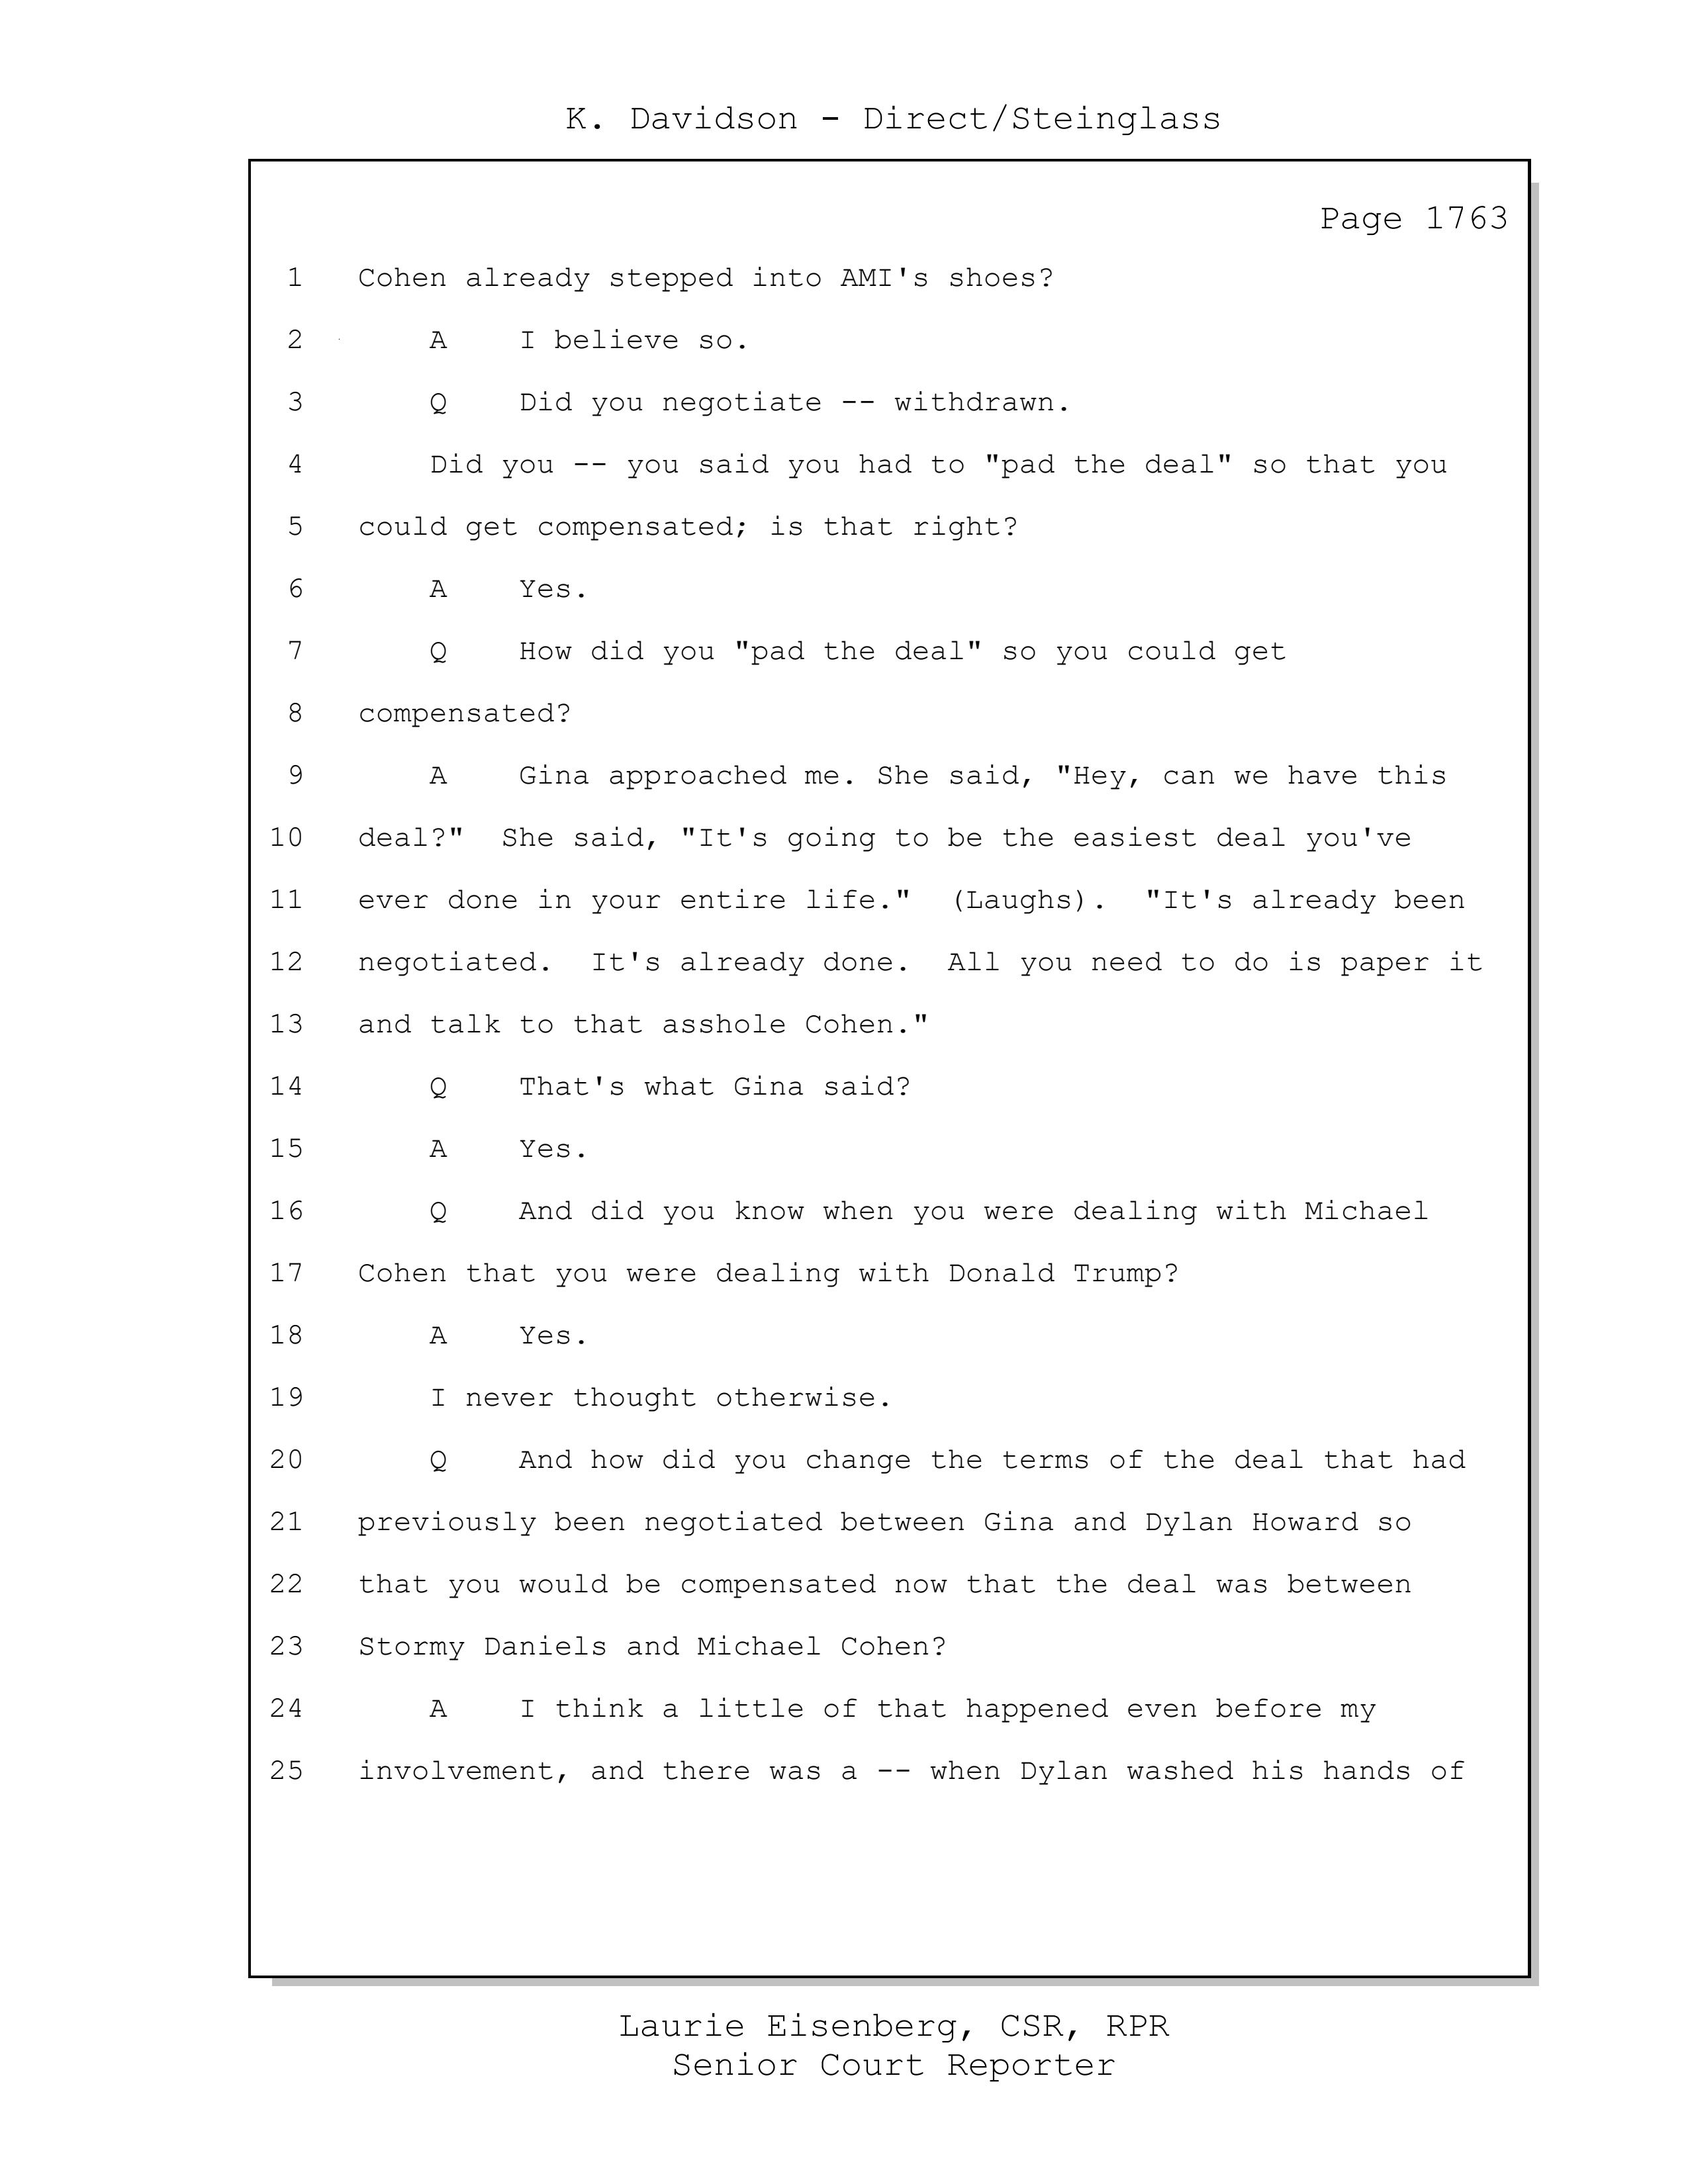 K. Davidson - Direct/Steinglass
Page 1763
1 Cohen already stepped into AMI's shoes?
2 A I believe so.
3 Q Did you negotiate -- withdrawn.
4 Did you -- you said you had to "pad the deal" so that you
5 could get compensated; is that right?
6 A Yes.
7 Q How did you "pad the deal" so you could get
8 compensated?
9 A Gina approached me. She said, "Hey, can we have this
10 deal?" She said, "It's going to be the easiest deal you've
11 ever done in your entire life." (Laughs). "It's already been
12 negotiated. It's already done. All you need to do is paper it
13 and talk to that asshole Cohen."
14 Q That's what Gina said?
15 A Yes.
16 Q And did you know when you were dealing with Michael
17 Cohen that you were dealing with Donald Trump?
18 A Yes.
19 I never thought otherwise.
20 Q And how did you change the terms of the deal that had
21 previously been negotiated between Gina and Dylan Howard so
22 that you would be compensated now that the deal was between
23 Stormy Daniels and Michael Cohen?
24 A I think a little of that happened even before my
25 involvement, and there was a -- when Dylan washed his hands of
Laurie Eisenberg, CSR, RPR
Senior Court Reporter